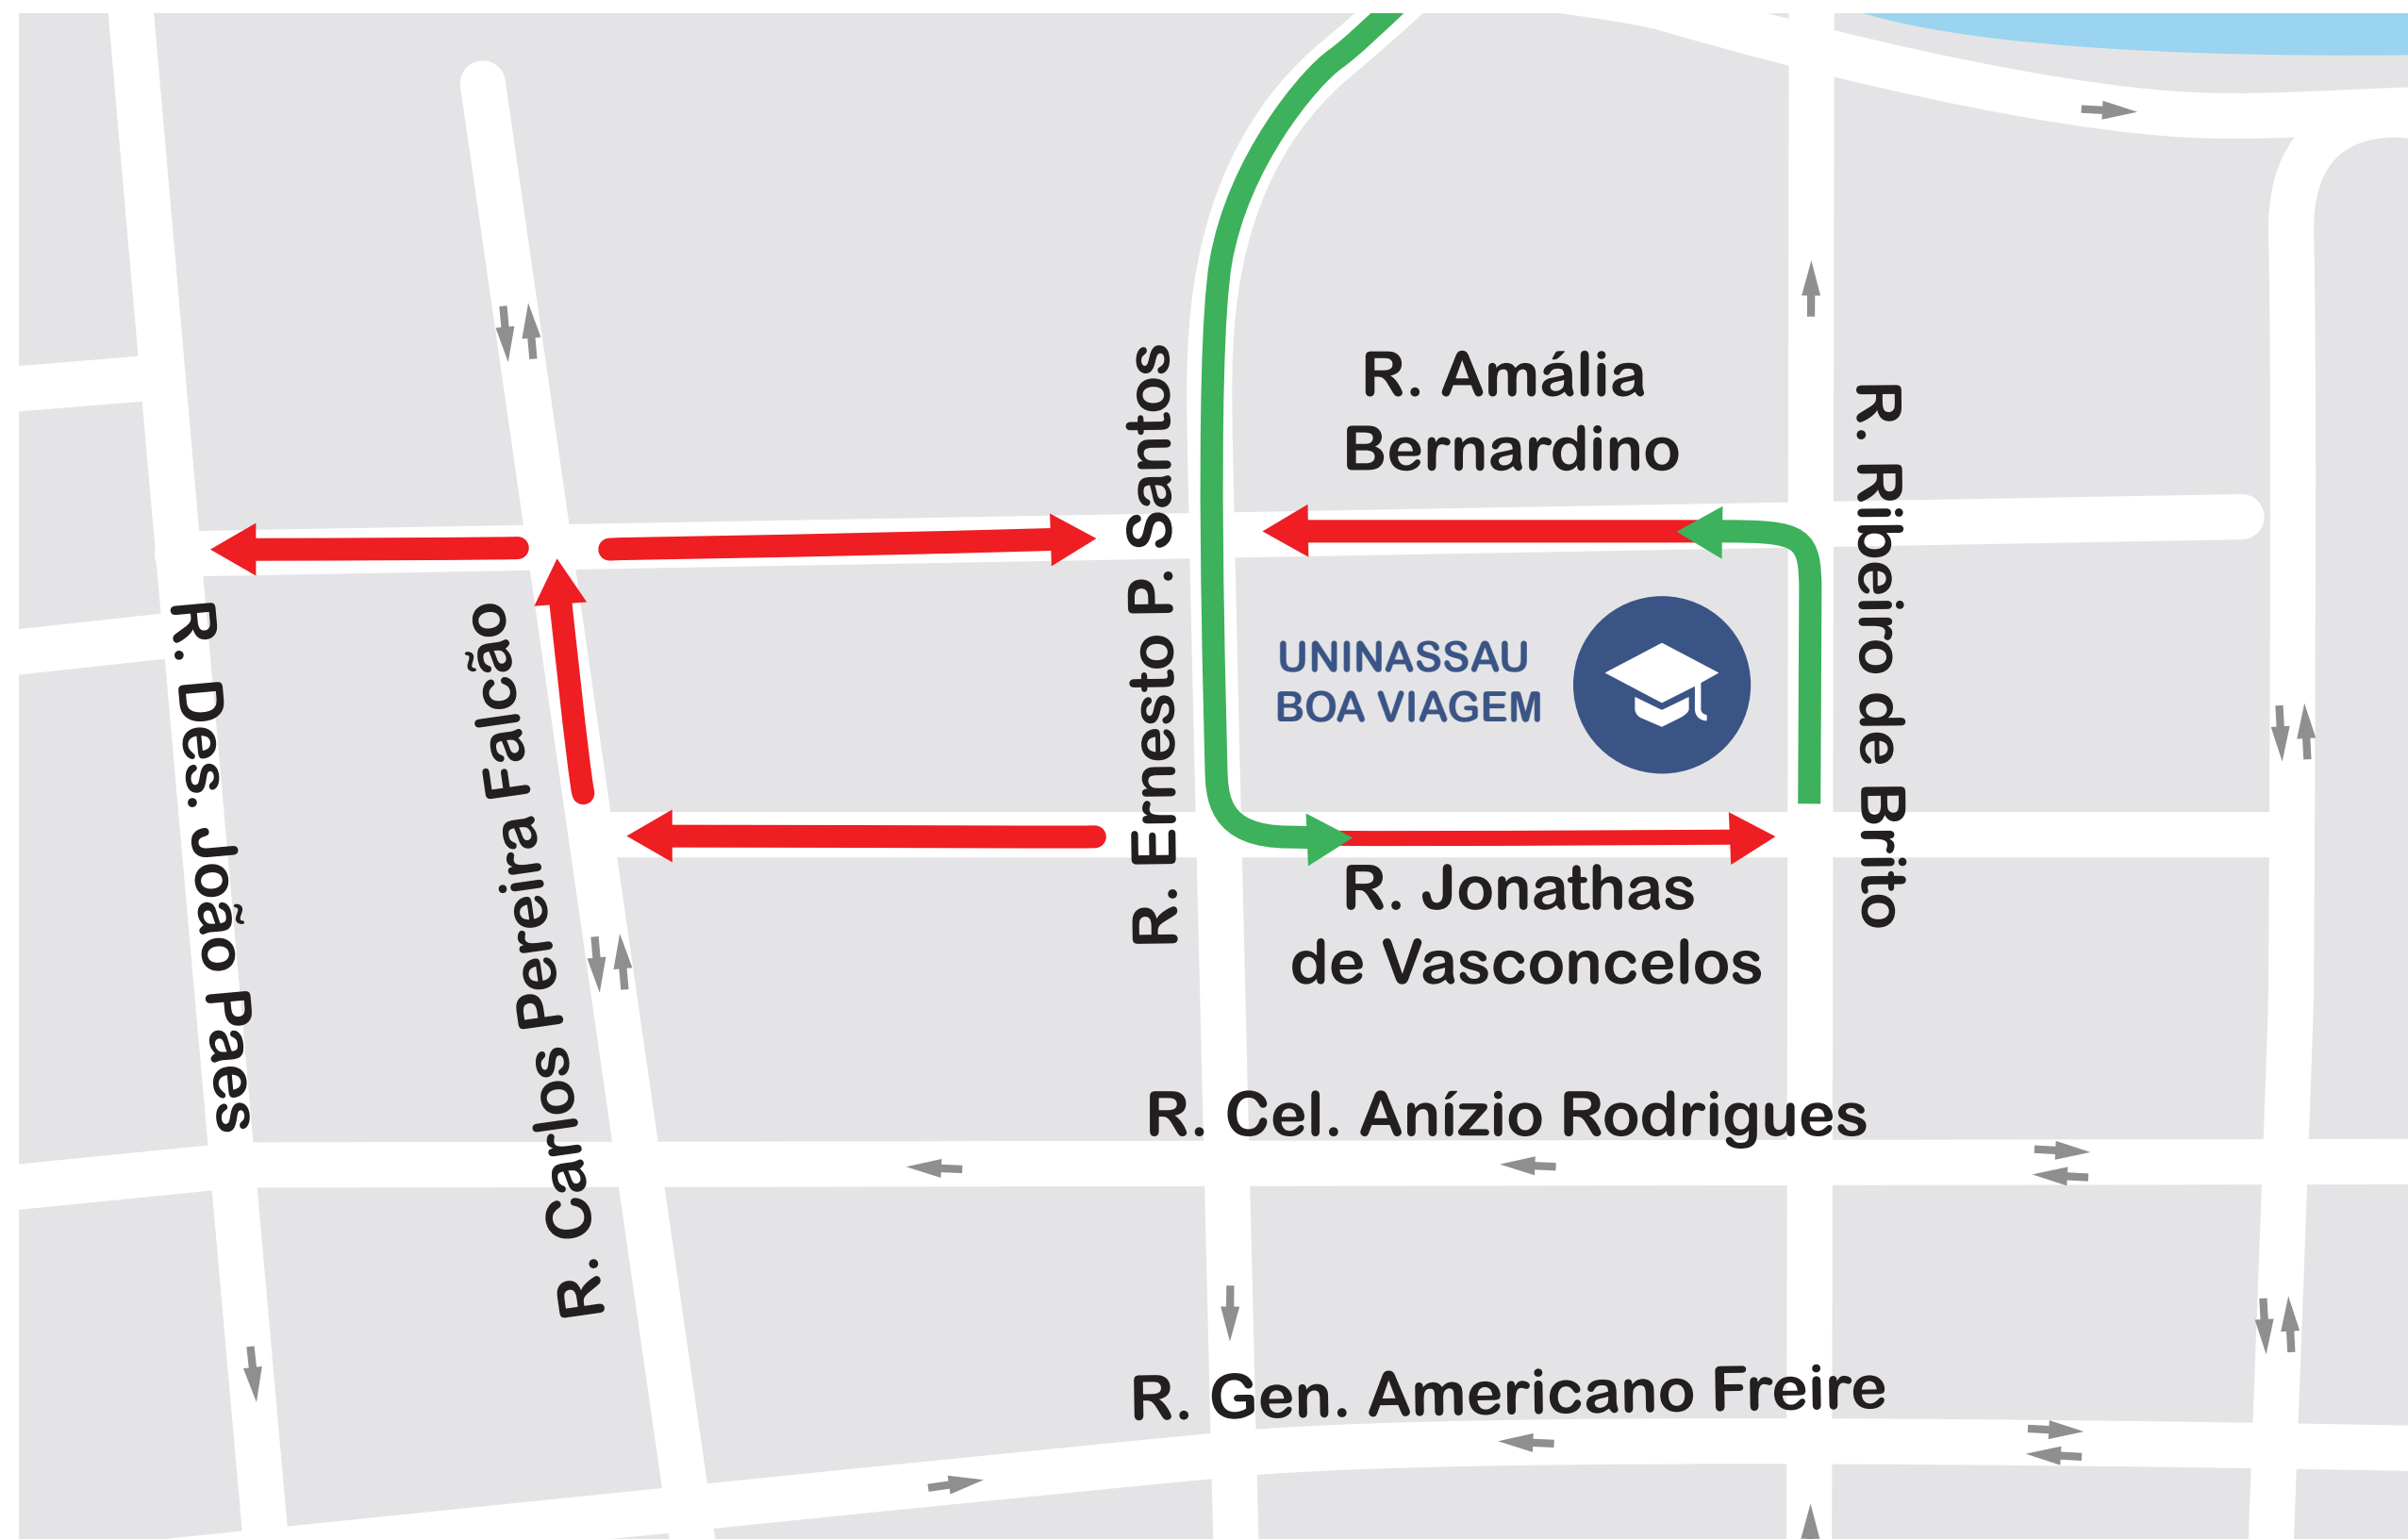 R. Amália
Bernardino
R. Ernesto P. Santos
R. Ribeiro de Brito
R. Des. João Paes
R. Carlos Pereira Falcão
UNINASSAU
BOA VIAGEM
R. Jonathas
de Vasconcelos
R. Cel. Anízio Rodrigues
R. Gen. Americano Freire